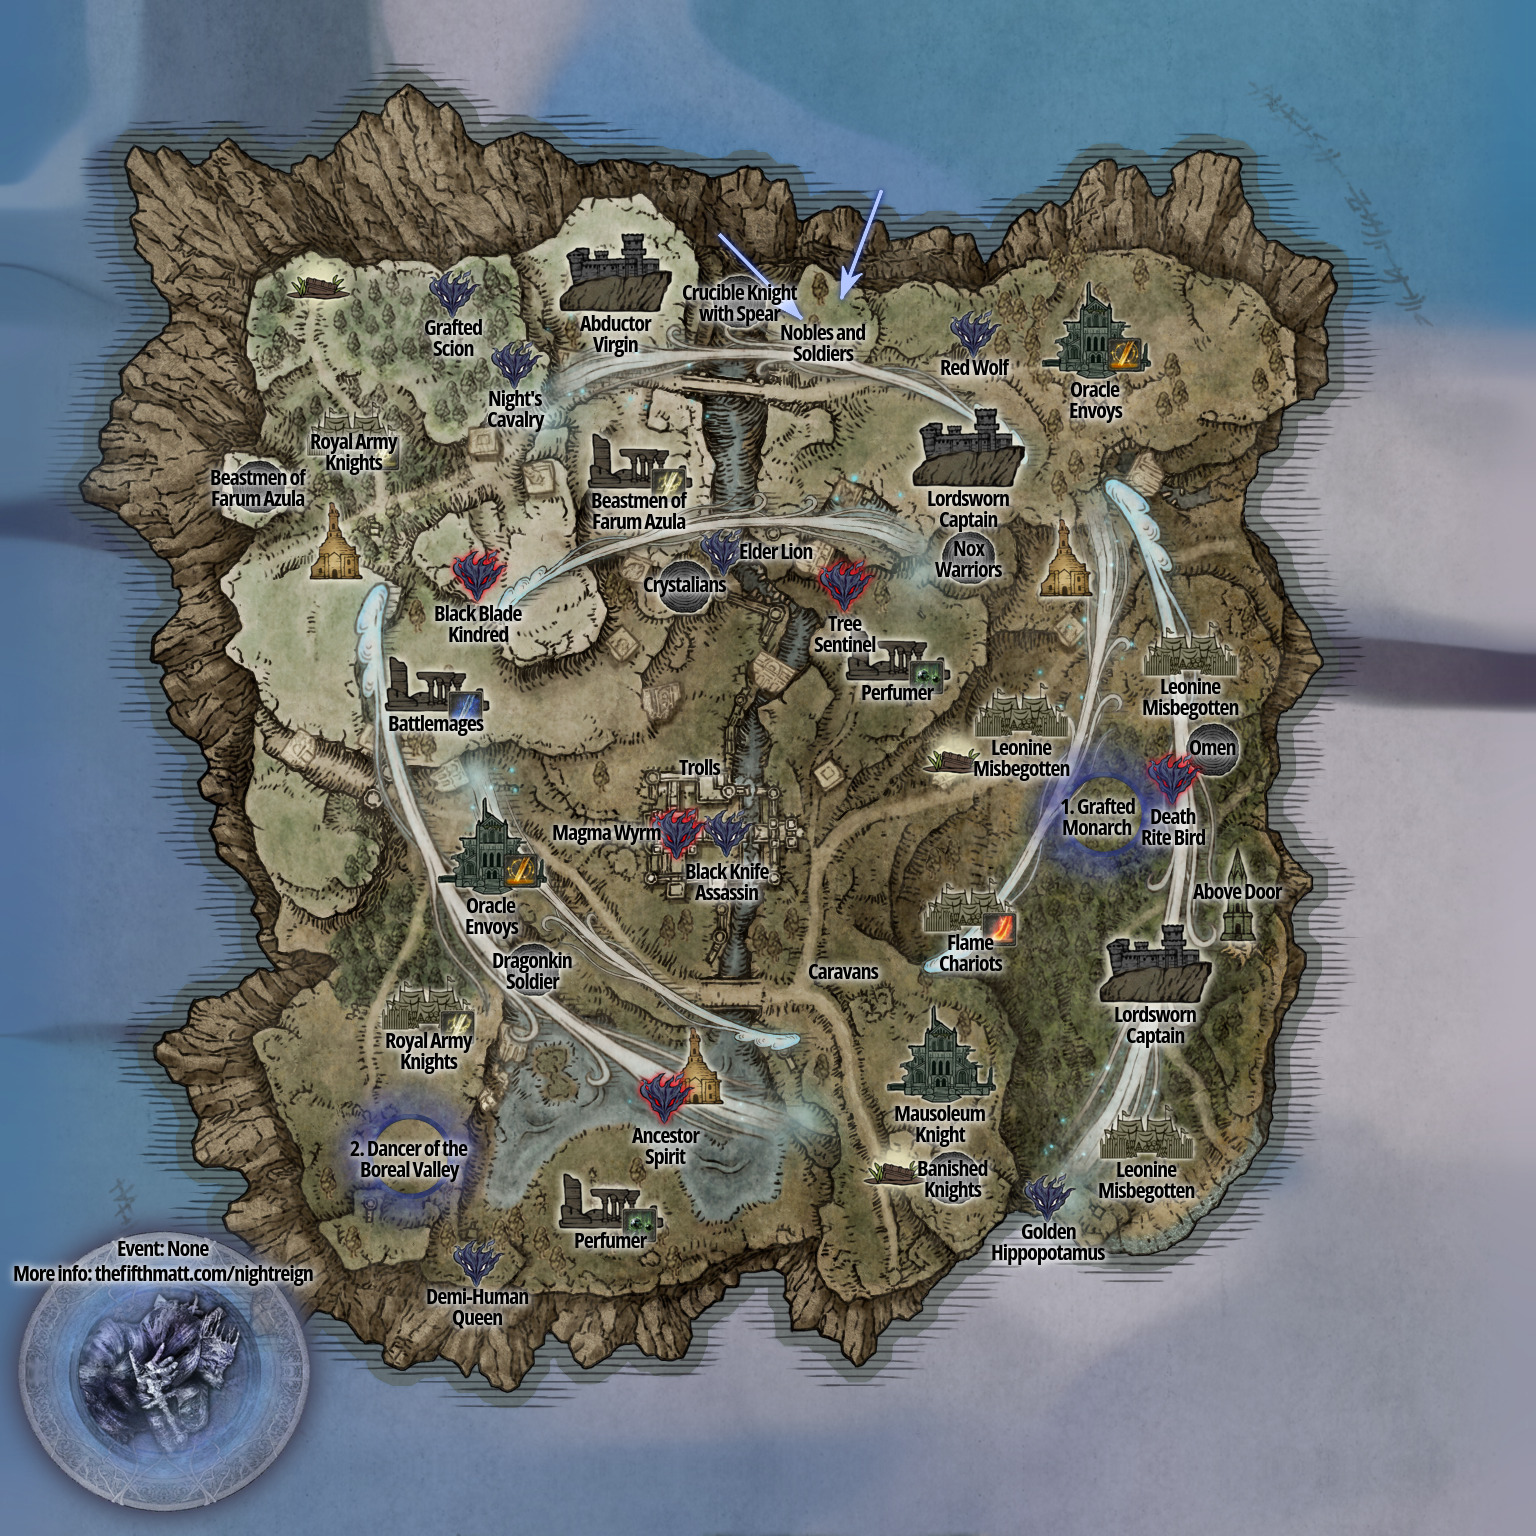 Crucible Knight
with Spear
Grafted
Scion
Abductor
Virgin
Nobles and
Soldiers
Red Wolf
Oracle
Envoys
Night's
Cavalry
Royal Army
Knights
Beastmen of
Farum Azula
Beastmen of
Farum Azula
Lordsworn
Captain
Elder Lion
Nox
Warriors
Crystalians
Black Blade
Kindred
Tree
Sentinel
Perfumer
Leonine
Misbegotten
Battlemages
Leonine
Misbegotten
Omen
Trolls
1. Grafted
Monarch
Death
Rite Bird
Magma Wyrm
Black Knife
Assassin
Above Door
Oracle
Envoys
Flame
Chariots
Dragonkin
Soldier
Caravans
Lordsworn
Captain
Royal Army
Knights
Mausoleum
Knight
Ancestor
Spirit
2. Dancer of the
Boreal Valley
Banished
Knights
Leonine
Misbegotten
Perfumer
Golden
Hippopotamus
Demi-Human
Queen
Event: None
More info: thefifthmatt.com/nightreign